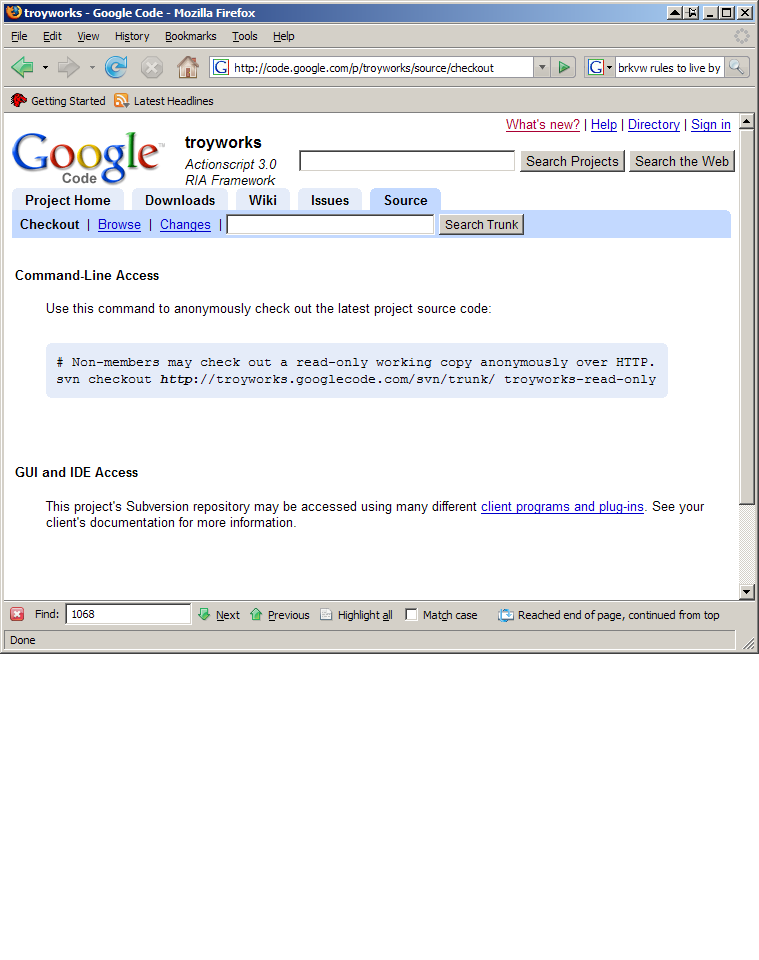 troyworks - Google Code - Mozilla Firefox
File Edit View History Bookmarks Tools Help
http://code.google.com/p/troyworks/source/checkout brkvw rules to live by
Getting Started Latest Headlines
What's new? | Help | Directory | Sign in
Google Code
troyworks
Actionscript 3.0
RIA Framework
Search Projects Search the Web
Project Home Downloads Wiki Issues Source
Checkout | Browse | Changes | Search Trunk
Command-Line Access
Use this command to anonymously check out the latest project source code:
# Non-members may check out a read-only working copy anonymously over HTTP.
svn checkout http://troyworks.googlecode.com/svn/trunk/ troyworks-read-only
GUI and IDE Access
This project's Subversion repository may be accessed using many different client programs and plug-ins. See your
client's documentation for more information.
Find: 1068 Next Previous Highlight all Match case Reached end of page, continued from top
Done